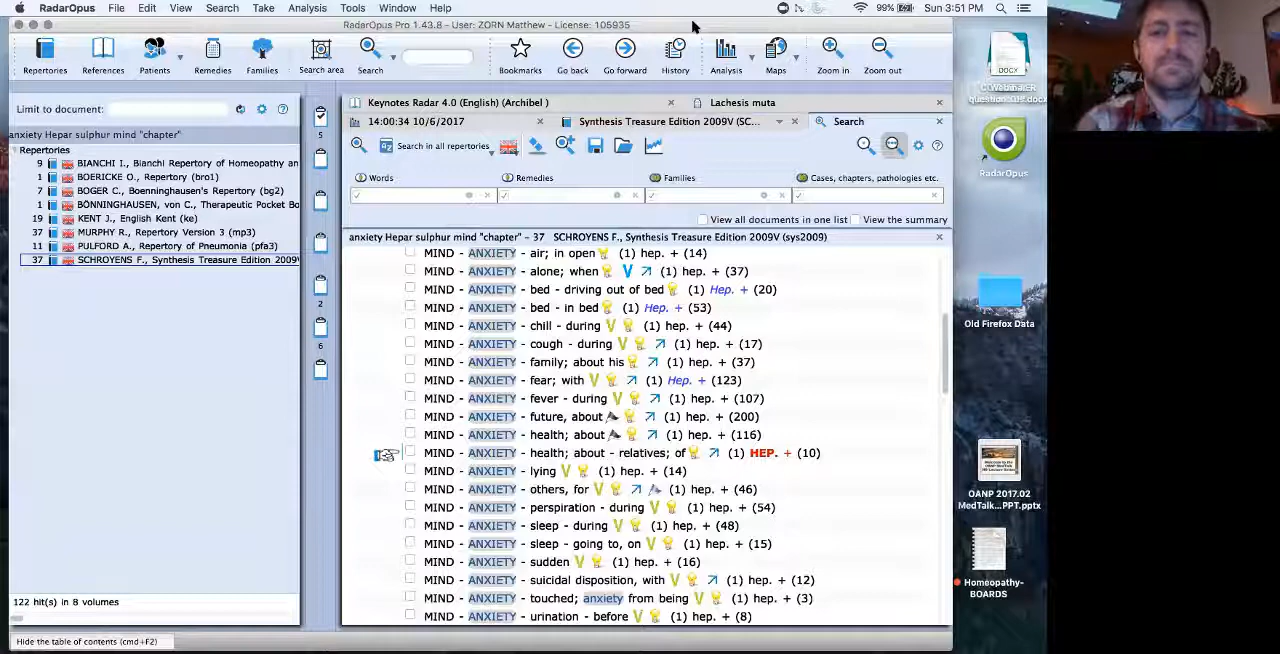 RadarOpus File Edit View Search Take Analysis Tools Window Help 99% Sun 3:51 PM
RadarOpus Pro 1.43.8 - User: ZORN Matthew - License: 105935
Repertories References Patients Remedies Families Search area Search Bookmarks Go back Go forward History Analysis Maps Zoom in Zoom out
Limit to document:
anxiety Hepar sulphur mind "chapter"
Repertories
9 BIANCHI I., Bianchi Repertory of Homeopathy an
1 BOERICKE O., Repertory (bro1)
7 BOGER C., Boenninghausen's Repertory (bg2)
1 BÖNNINGHAUSEN, von C., Therapeutic Pocket Bo
19 KENT J., English Kent (ke)
37 MURPHY R., Repertory Version 3 (mp3)
11 PULFORD A., Repertory of Pneumonia (pfa3)
37 SCHROYENS F., Synthesis Treasure Edition 2009V
122 hit(s) in 8 volumes
Hide the table of contents (cmd+F2)
5
2
6
Keynotes Radar 4.0 (English) (Archibel ) Lachesis muta
14:00:34 10/6/2017 Synthesis Treasure Edition 2009V (SC... Search
Search in all repertories
Words Remedies Families Cases, chapters, pathologies etc.
View all documents in one list View the summary
anxiety Hepar sulphur mind "chapter" - 37 SCHROYENS F., Synthesis Treasure Edition 2009V (sys2009)
MIND - ANXIETY - air; in open (1) hep. + (14)
MIND - ANXIETY - alone; when V (1) hep. + (37)
MIND - ANXIETY - bed - driving out of bed (1) Hep. + (20)
MIND - ANXIETY - bed - in bed (1) Hep. + (53)
MIND - ANXIETY - chill - during V (1) hep. + (44)
MIND - ANXIETY - cough - during V (1) hep. + (17)
MIND - ANXIETY - family; about his (1) hep. + (37)
MIND - ANXIETY - fear; with V (1) Hep. + (123)
MIND - ANXIETY - fever - during V (1) hep. + (107)
MIND - ANXIETY - future, about (1) hep. + (200)
MIND - ANXIETY - health; about (1) hep. + (116)
MIND - ANXIETY - health; about - relatives; of (1) HEP. + (10)
MIND - ANXIETY - lying V (1) hep. + (14)
MIND - ANXIETY - others, for V (1) hep. + (46)
MIND - ANXIETY - perspiration - during V (1) hep. + (54)
MIND - ANXIETY - sleep - during V (1) hep. + (48)
MIND - ANXIETY - sleep - going to, on V (1) hep. + (15)
MIND - ANXIETY - sudden V (1) hep. + (16)
MIND - ANXIETY - suicidal disposition, with V (1) hep. + (12)
MIND - ANXIETY - touched; anxiety from being V (1) hep. + (3)
MIND - ANXIETY - urination - before V (1) hep. + (8)
DOCX
RadarOpus
Old Firefox Data
OANP 2017.02
MedTalk...PPT.pptx
Homeopathy-
BOARDS